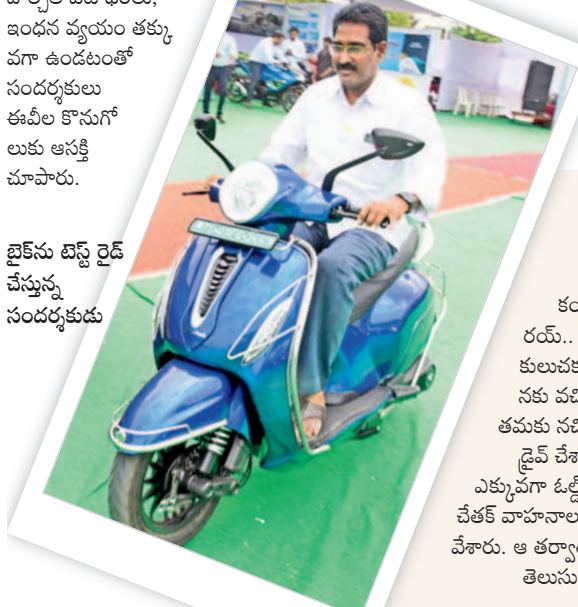 ఇంధన వ్యయం తక్కు
వగా ఉండటంతో
సందర్శకులు
ఈవీల కొనుగో
లుకు ఆసక్తి
చూపారు.
బైక్‌ను టెస్ట్ రైడ్
చేస్తున్న
సందర్శకుడు
రయ్..
కులుచక
నకు వచి
తమకు నచి
డ్రైవ్ చేశా
ఎక్కువగా ఓల్డ
చేతక్ వాహనాల
వేశారు. ఆ తర్వా
తెలుసు